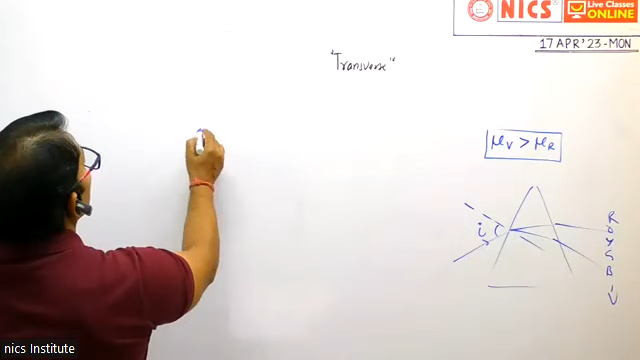 NICS
Live Classes
ONLINE
17 APR'23-MON
"Transverse"
μv > μR
i
R
O
Y
G
B
I
V
nics Institute